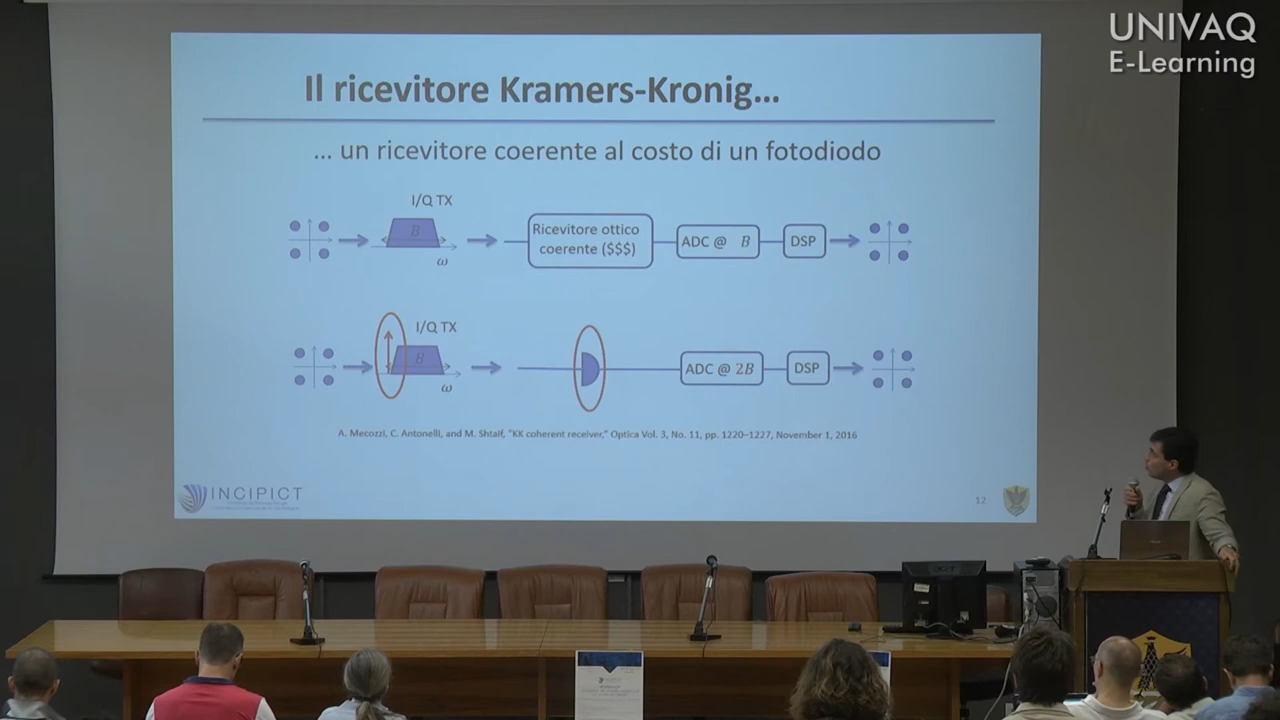 UNIVAQ
E-Learning
Il ricevitore Kramers-Kronig...
... un ricevitore coerente al costo di un fotodiodo
I/Q TX
B
ω
Ricevitore ottico
coerente ($$$)
ADC @ B
DSP
I/Q TX
B
ω
ADC @ 2B
DSP
A. Mecozzi, C. Antonelli, and M. Shtaif, "KK coherent receiver," Optica Vol. 3, No. 11, pp. 1220–1227, November 1, 2016
INCIPICT
12
acer